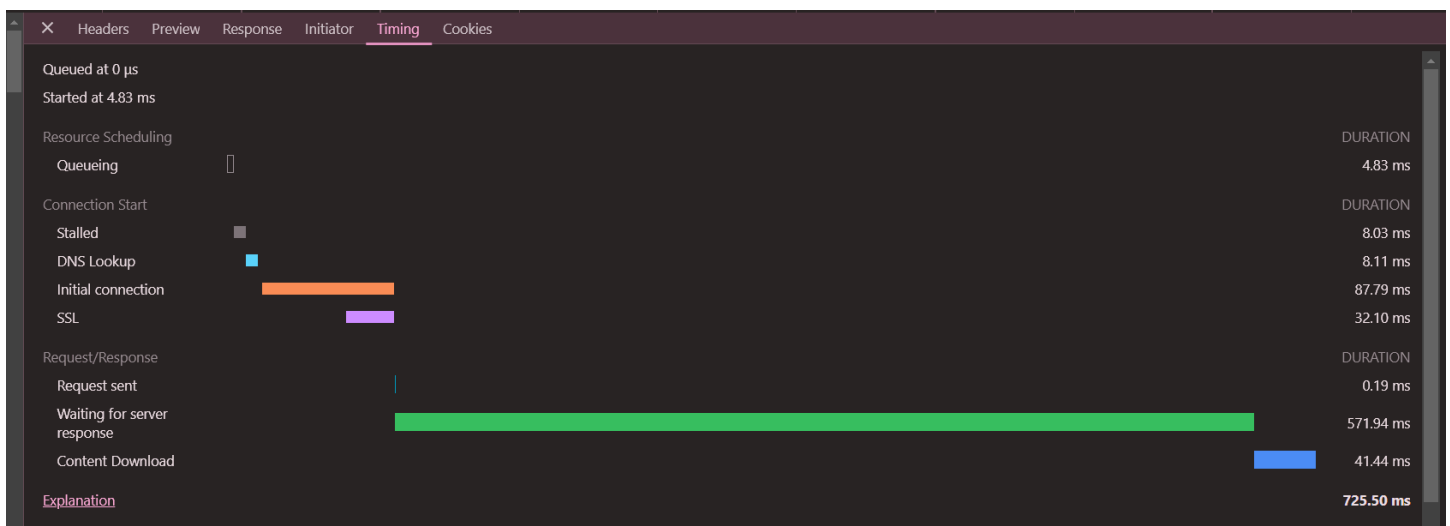 Headers Preview Response Initiator Timing Cookies
Queued at 0 μs
Started at 4.83 ms
Resource Scheduling DURATION
Queueing 4.83 ms
Connection Start DURATION
Stalled 8.03 ms
DNS Lookup 8.11 ms
Initial connection 87.79 ms
SSL 32.10 ms
Request/Response DURATION
Request sent 0.19 ms
Waiting for server
response 571.94 ms
Content Download 41.44 ms
Explanation 725.50 ms